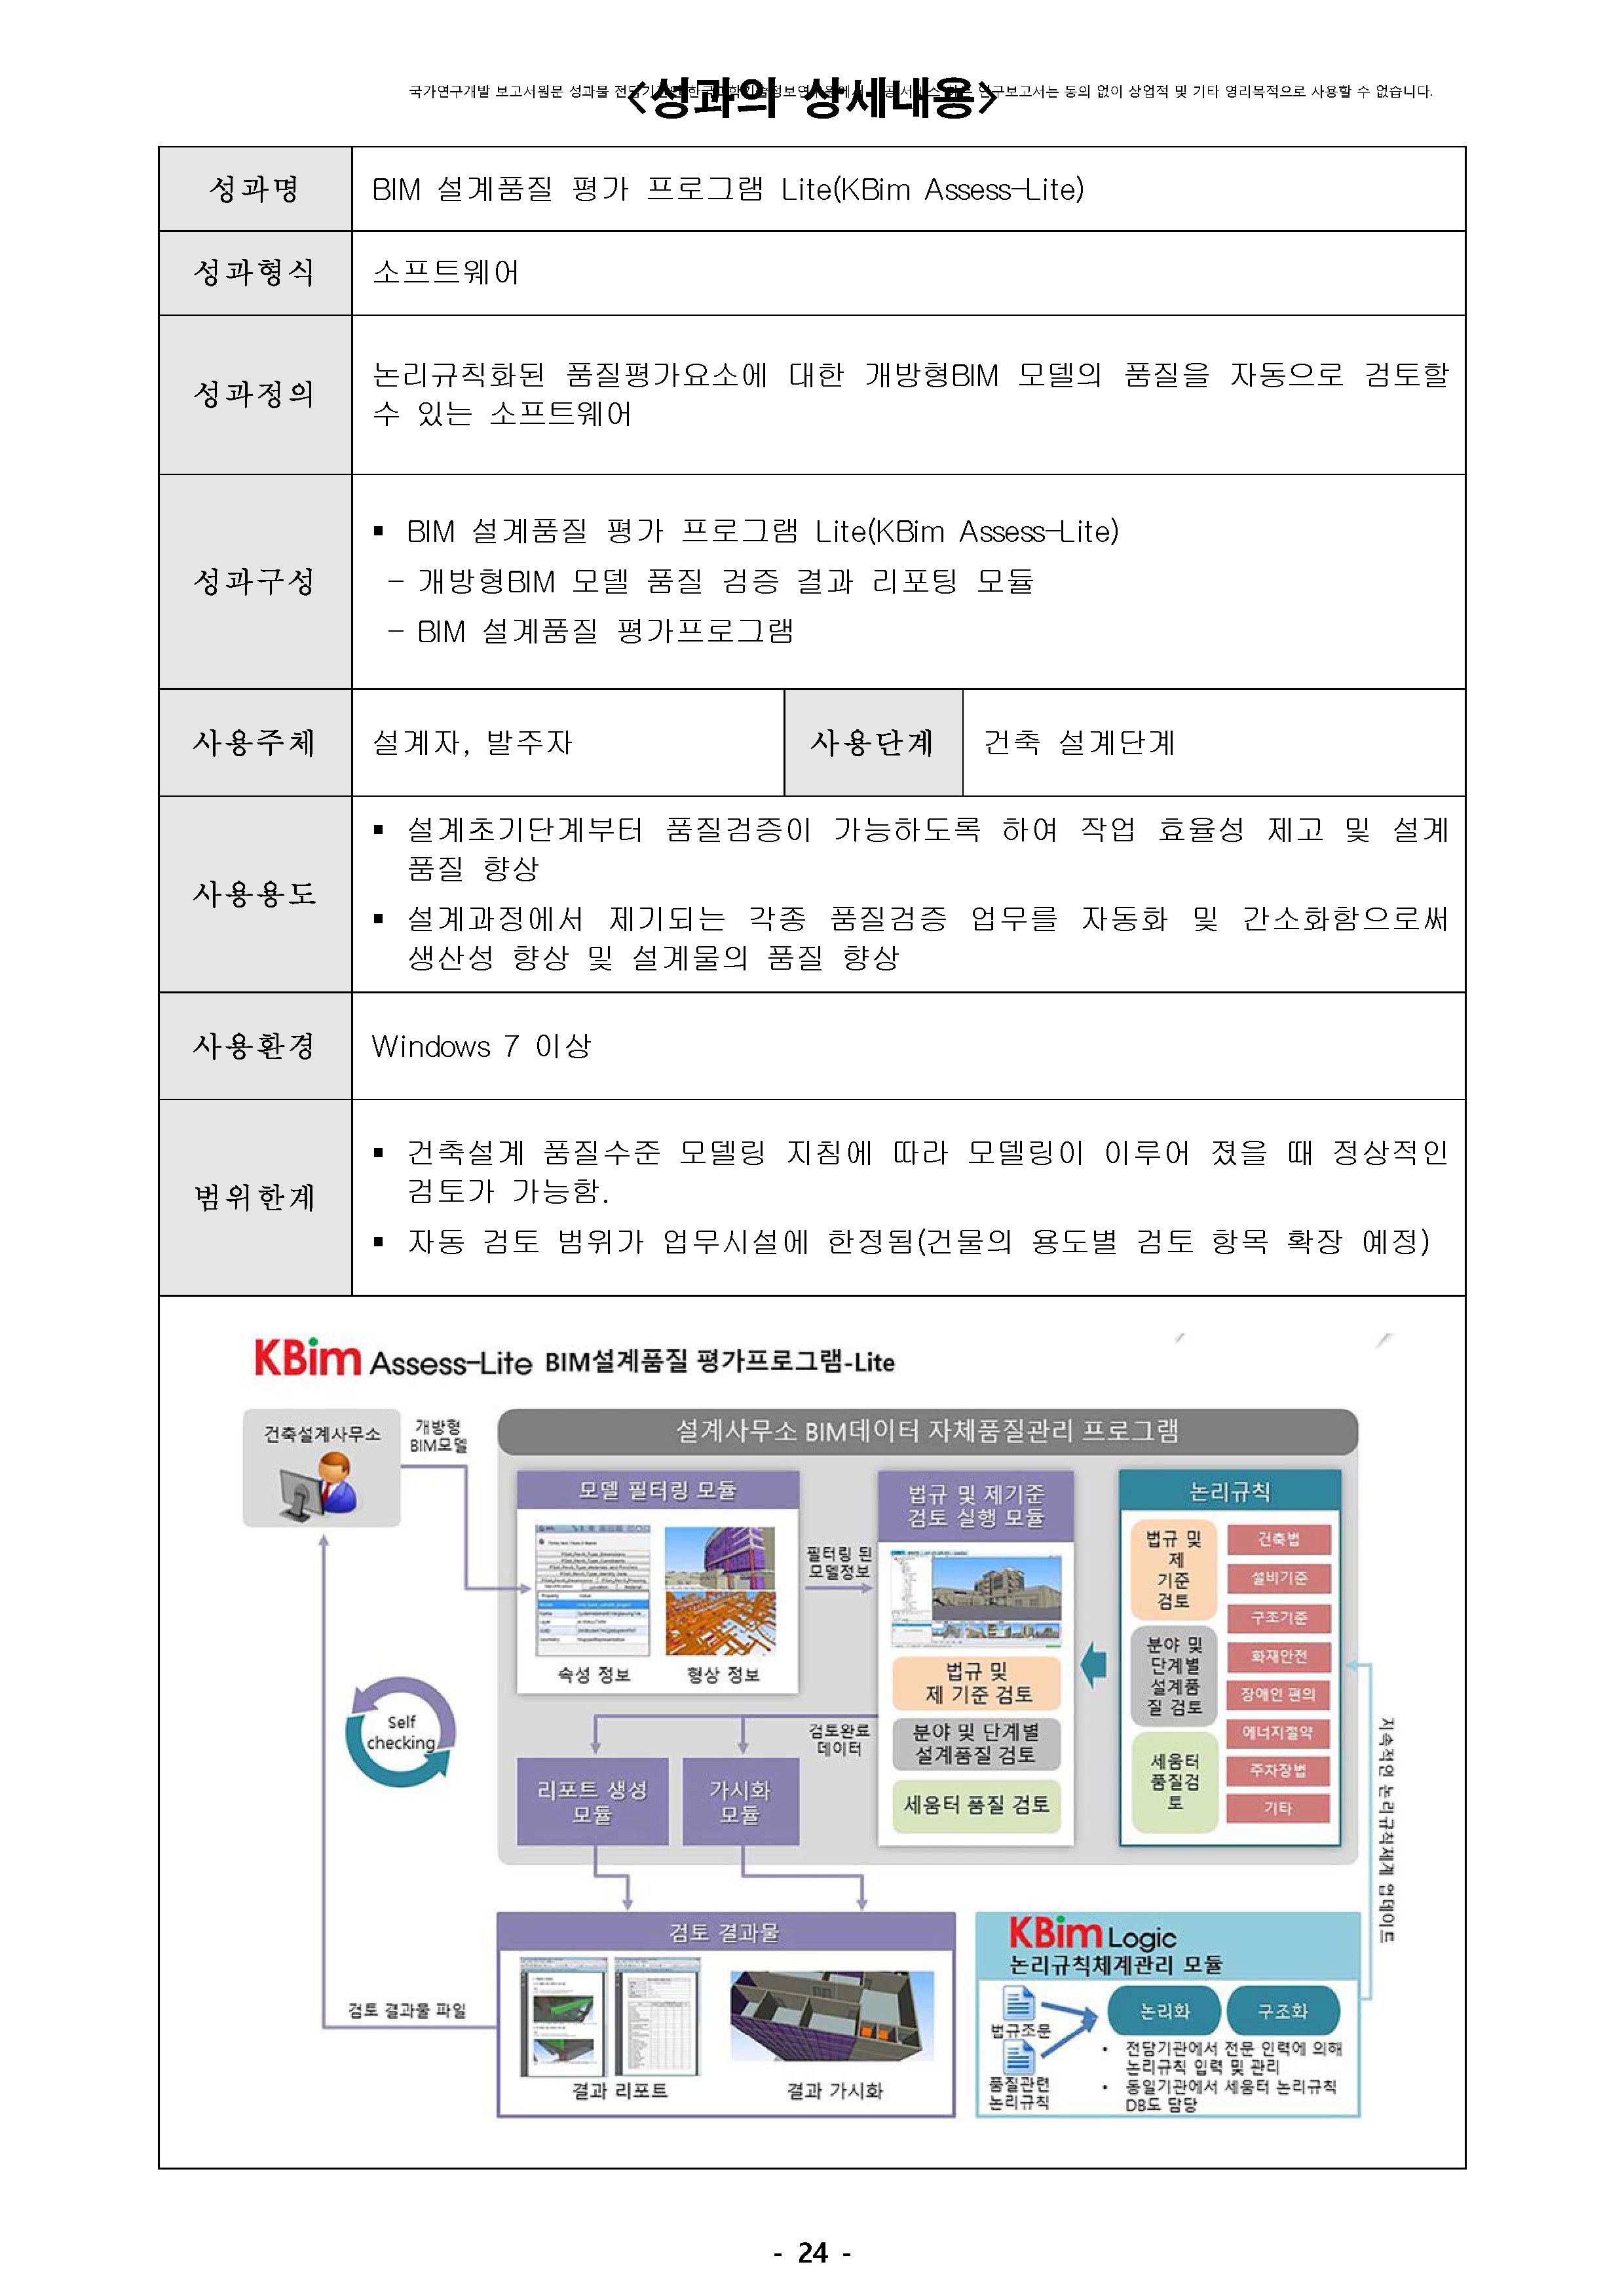 국가연구개발 보고서원문 성과물 전담기관인 한국과학기술정보연구원에서 제공 서비스 하는 연구보고서는 동의 없이 상업적 및 기타 영리목적으로 사용할 수 없습니다.
<성과의 상세내용>
성과명 BIM 설계품질 평가 프로그램 Lite(KBim Assess-Lite)
성과형식 소프트웨어
성과정의 논리규칙화된 품질평가요소에 대한 개방형BIM 모델의 품질을 자동으로 검토할
수 있는 소프트웨어
성과구성
▪ BIM 설계품질 평가 프로그램 Lite(KBim Assess-Lite)
- 개방형BIM 모델 품질 검증 결과 리포팅 모듈
- BIM 설계품질 평가프로그램
사용주체 설계자, 발주자 사용단계 건축 설계단계
사용용도
▪ 설계초기단계부터 품질검증이 가능하도록 하여 작업 효율성 제고 및 설계
품질 향상
▪ 설계과정에서 제기되는 각종 품질검증 업무를 자동화 및 간소화함으로써
생산성 향상 및 설계물의 품질 향상
사용환경 Windows 7 이상
범위한계
▪ 건축설계 품질수준 모델링 지침에 따라 모델링이 이루어 졌을 때 정상적인
검토가 가능함.
▪ 자동 검토 범위가 업무시설에 한정됨(건물의 용도별 검토 항목 확장 예정)
KBim Assess-Lite BIM설계품질 평가프로그램-Lite
건축설계사무소
개방형
BIM모델
설계사무소 BIM데이터 자체품질관리 프로그램
모델 필터링 모듈
속성 정보
형상 정보
필터링 된
모델정보
법규 및 제기준
검토 실행 모듈
법규 및
제 기준 검토
분야 및 단계별
설계품질 검토
세움터 품질 검토
논리규칙
법규 및
제
기준
검토
분야 및
단계별
설계품
질 검토
세움터
품질검
토
건축법
설비기준
구조기준
화재안전
장애인 편의
에너지절약
주차장법
기타
Self
checking
검토완료
데이터
리포트 생성
모듈
가시화
모듈
지속적인 논리규칙체계 업데이트
검토 결과물
결과 리포트
결과 가시화
검토 결과물 파일
KBim Logic
논리규칙체계관리 모듈
법규조문
품질관련
논리규칙
논리화
구조화
• 전담기관에서 전문 인력에 의해
논리규칙 입력 및 관리
• 동일기관에서 세움터 논리규칙
DB도 담당
- 24 -